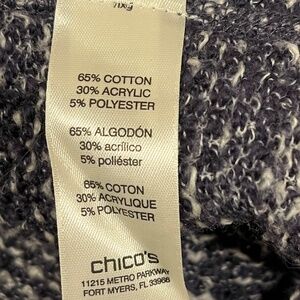 65% COTTON
30% ACRYLIC
5% POLYESTER
65% ALGODÓN
30% acrílico
5% poliéster
65% COTON
30% ACRYLIQUE
5% POLYESTER
chico's
11215 METRO PARKWAY
FORT MYERS, FL 33966